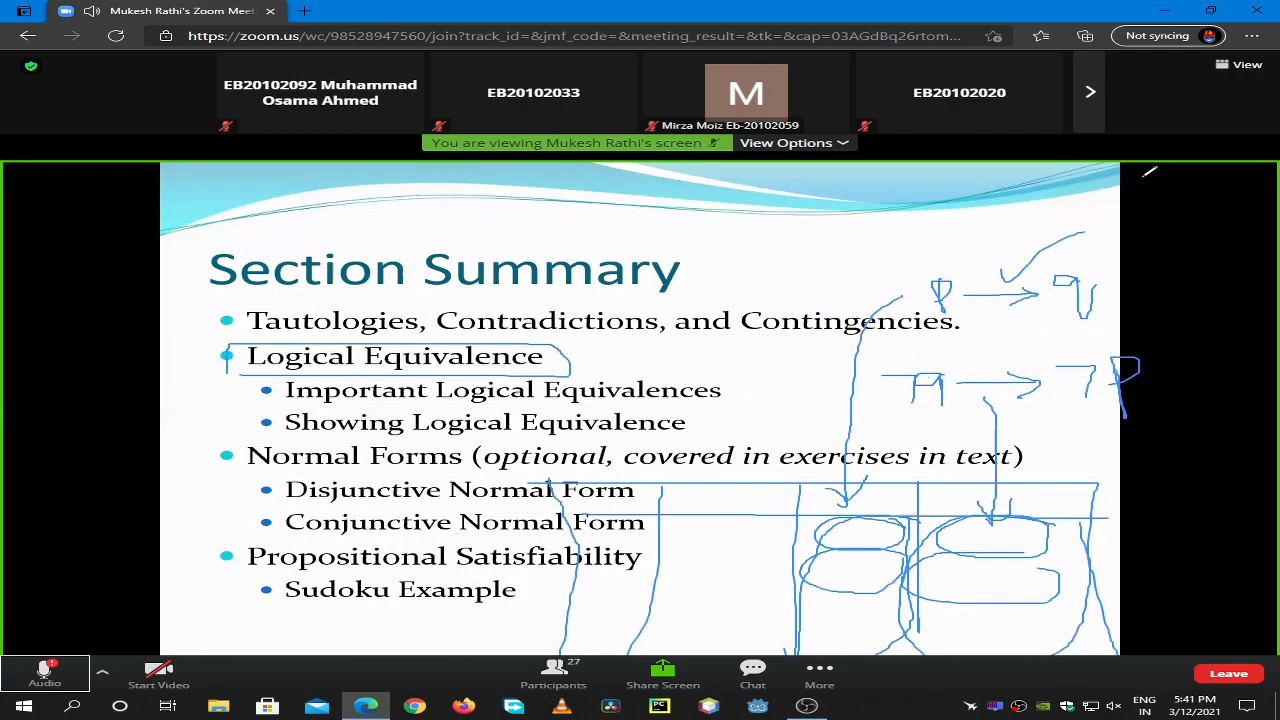 Mukesh Rathi's Zoom Meet
https://zoom.us/wc/98528947560/join?track_id=&jmf_code=&meeting_result=&tk=&cap=03AGdBq26rtom...
Not syncing
EB20102092 Muhammad
Osama Ahmed
EB20102033
M
Mirza Moiz Eb-20102059
EB20102020
View
You are viewing Mukesh Rathi's screen
View Options
Section Summary
p → q
¬q → ¬p
• Tautologies, Contradictions, and Contingencies.
• Logical Equivalence
• Important Logical Equivalences
• Showing Logical Equivalence
• Normal Forms (optional, covered in exercises in text)
• Disjunctive Normal Form
• Conjunctive Normal Form
• Propositional Satisfiability
• Sudoku Example
Audio
Start Video
Participants
27
Share Screen
Chat
More
Leave
PC
ENG
IN
5:41 PM
3/12/2021